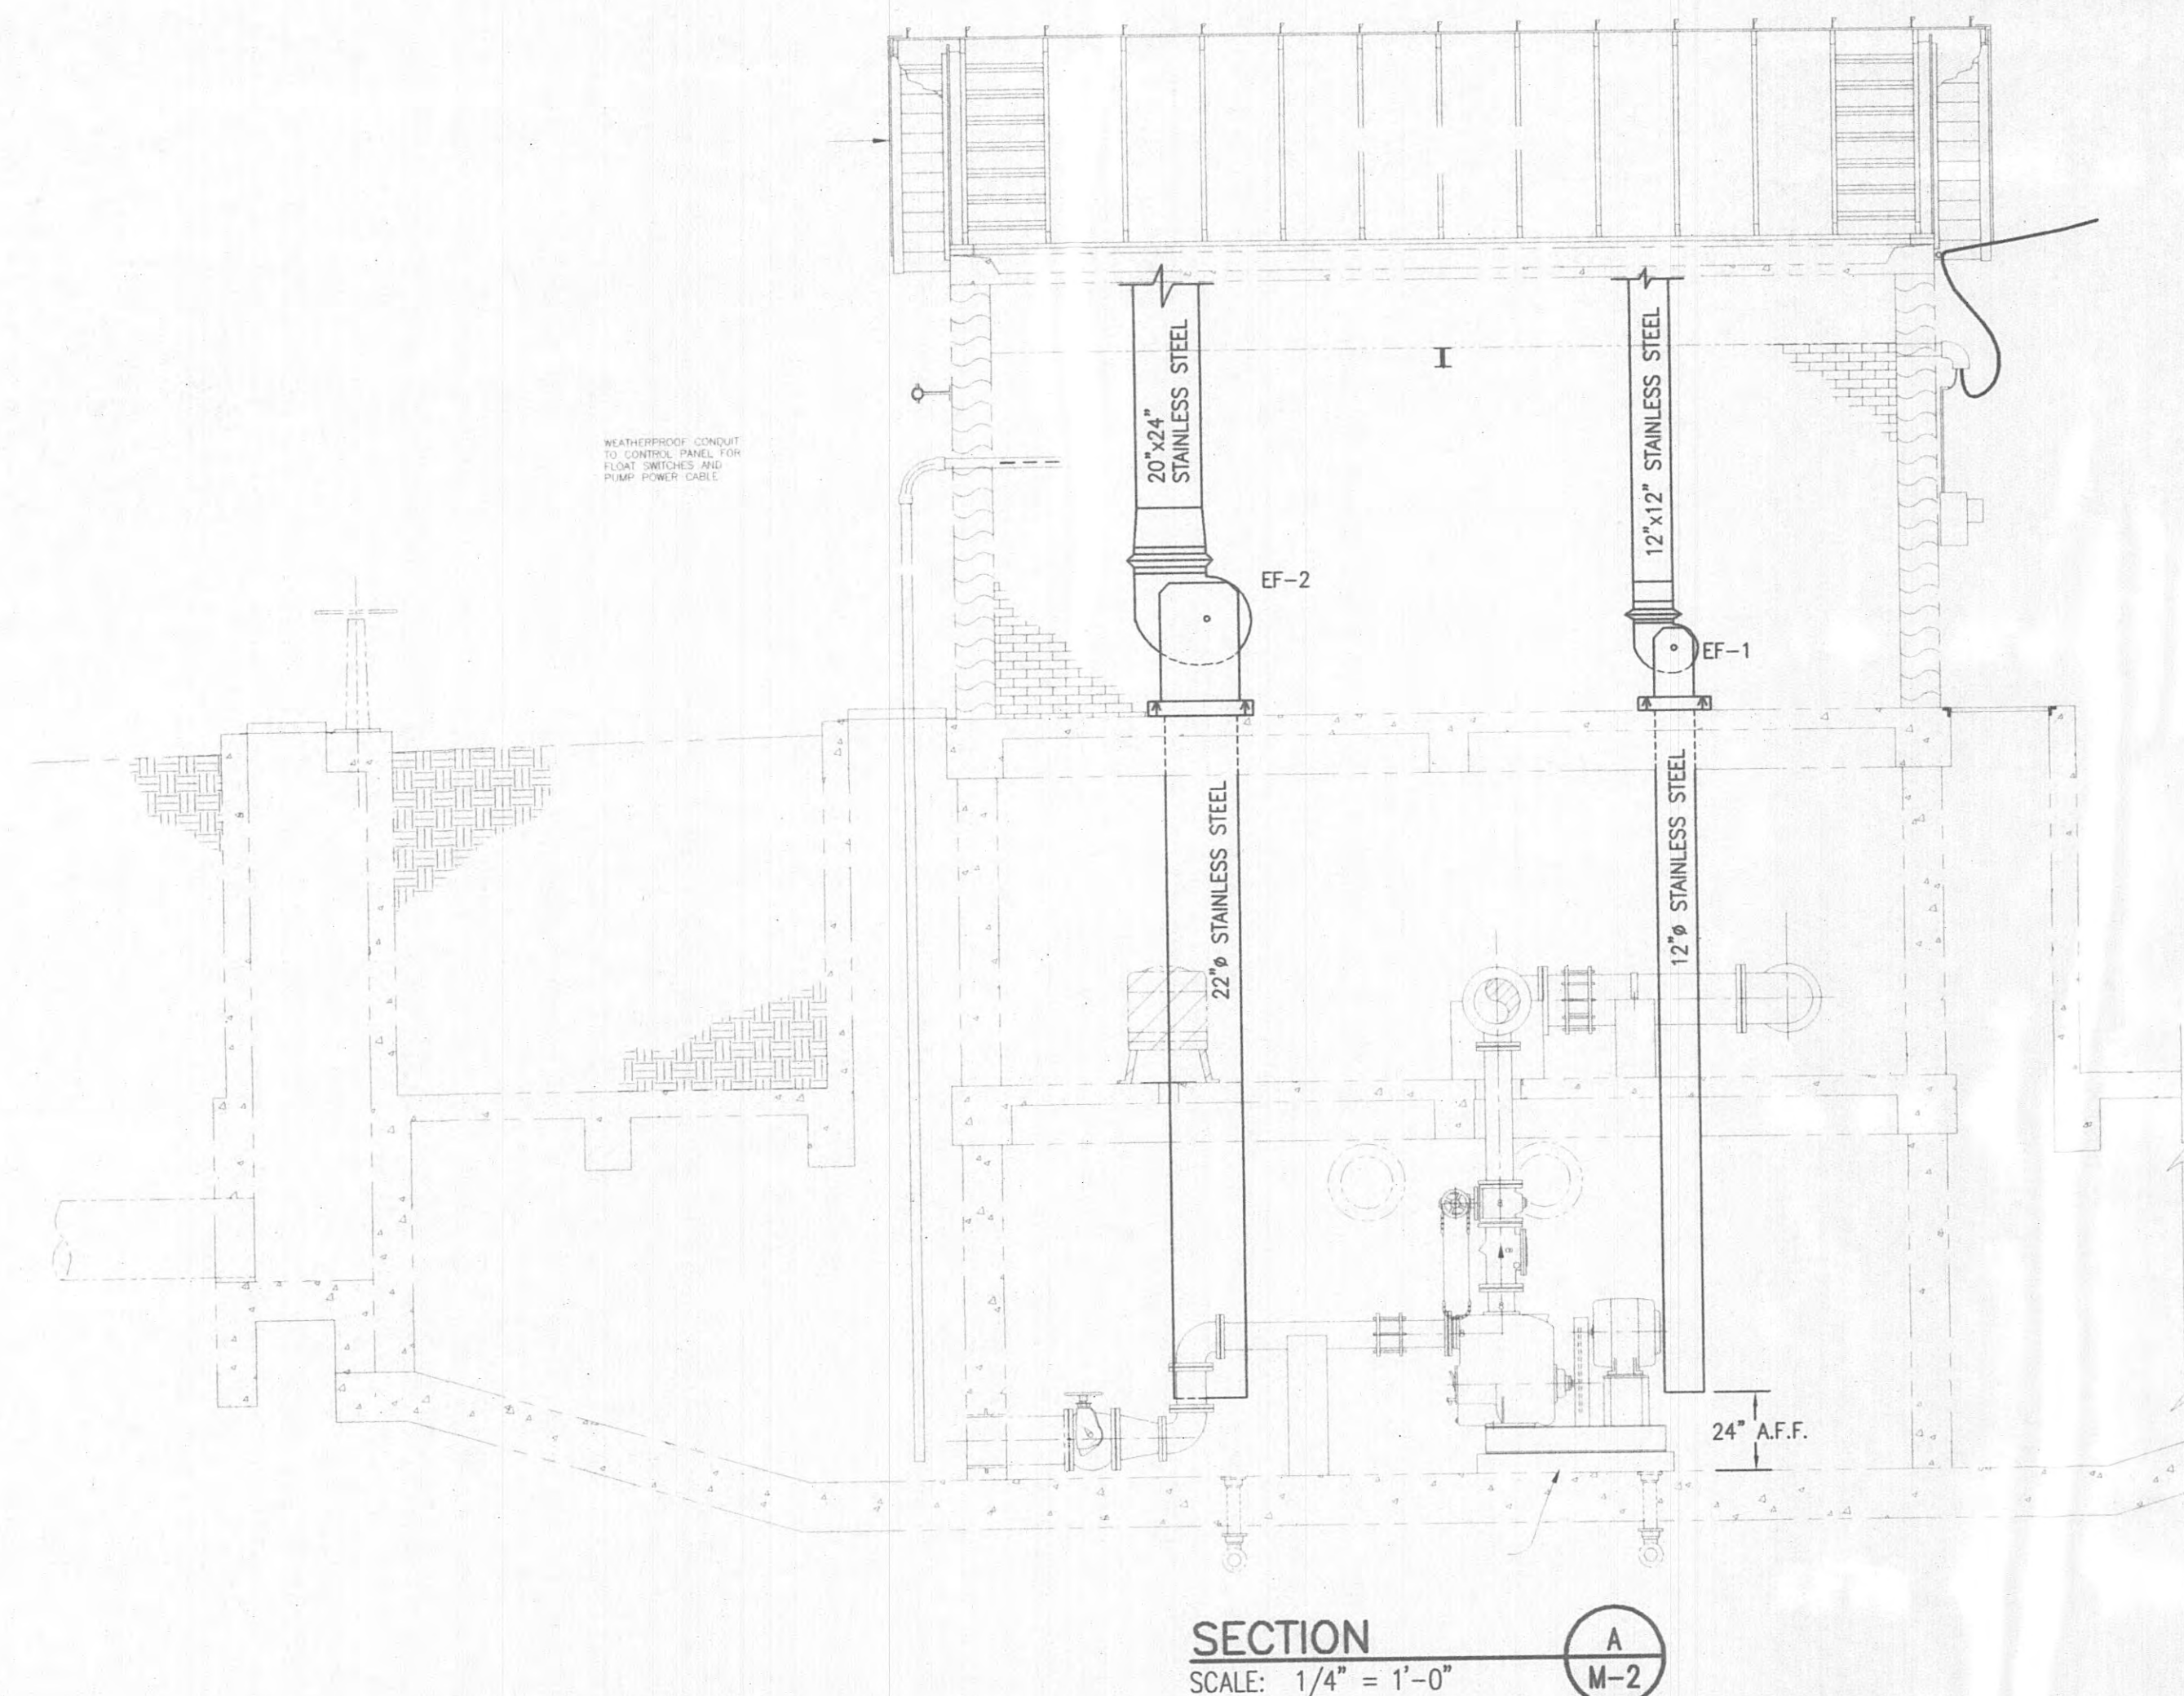 WEATHERPROOF CONDUIT
TO CONTROL PANEL FOR
FLOAT SWITCHES AND
PUMP POWER CABLE
20"x24"
STAINLESS STEEL
12"x12" STAINLESS STEEL
EF-2
EF-1
22"ø STAINLESS STEEL
12"ø STAINLESS STEEL
24" A.F.F.
SECTION
SCALE: 1/4" = 1'-0"
A
M-2